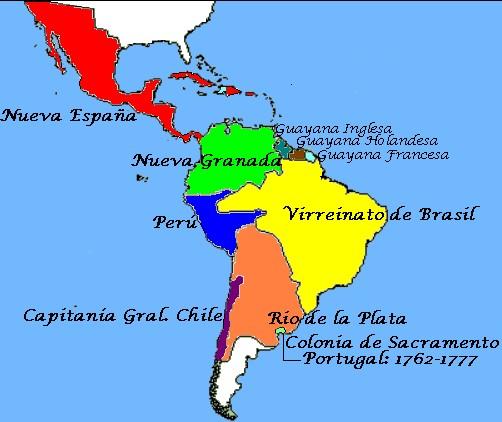 Nueva España
Guayana Inglesa
Guayana Holandesa
Guayana Francesa
Nueva Granada
Perú
Virreinato de Brasil
Capitanía Gral. Chile
Río de la Plata
Colonia de Sacramento
Portugal: 1762-1777